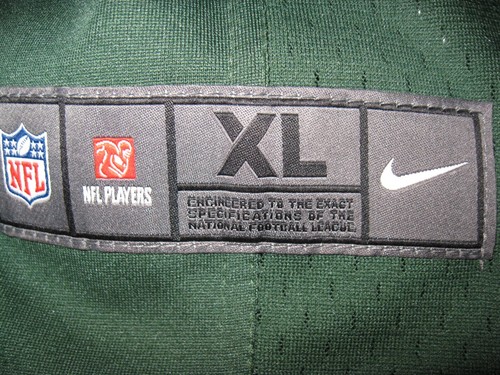 NFL
NFL PLAYERS
XL
ENGINEERED TO THE EXACT
SPECIFICATIONS OF THE
NATIONAL FOOTBALL LEAGUE.